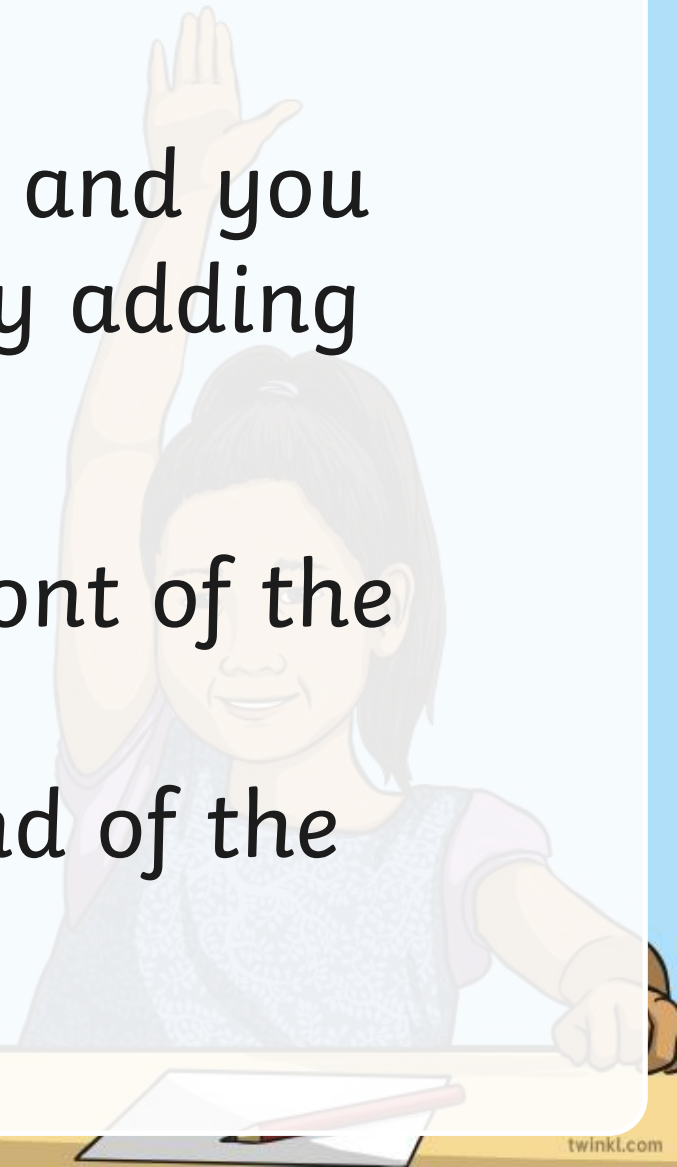 and you
y adding
ont of the
nd of the
twinkl.com